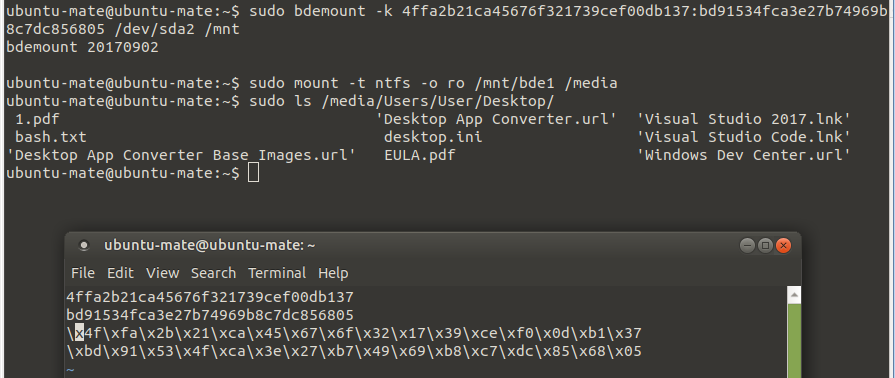 ubuntu-mate@ubuntu-mate:~$ sudo bdemount -k 4ffa2b21ca45676f321739cef00db137:bd91534fca3e27b74969b
8c7dc856805 /dev/sda2 /mnt
bdemount 20170902
ubuntu-mate@ubuntu-mate:~$ sudo mount -t ntfs -o ro /mnt/bde1 /media
ubuntu-mate@ubuntu-mate:~$ sudo ls /media/Users/User/Desktop/
1.pdf 'Desktop App Converter.url' 'Visual Studio 2017.lnk'
bash.txt desktop.ini 'Visual Studio Code.lnk'
'Desktop App Converter Base Images.url' EULA.pdf 'Windows Dev Center.url'
ubuntu-mate@ubuntu-mate:~$
ubuntu-mate@ubuntu-mate: ~
File Edit View Search Terminal Help
4ffa2b21ca45676f321739cef00db137
bd91534fca3e27b74969b8c7dc856805
\x4f\xfa\x2b\x21\xca\x45\x67\x6f\x32\x17\x39\xce\xf0\x0d\xb1\x37
\xbd\x91\x53\x4f\xca\x3e\x27\xb7\x49\x69\xb8\xc7\xdc\x85\x68\x05
~